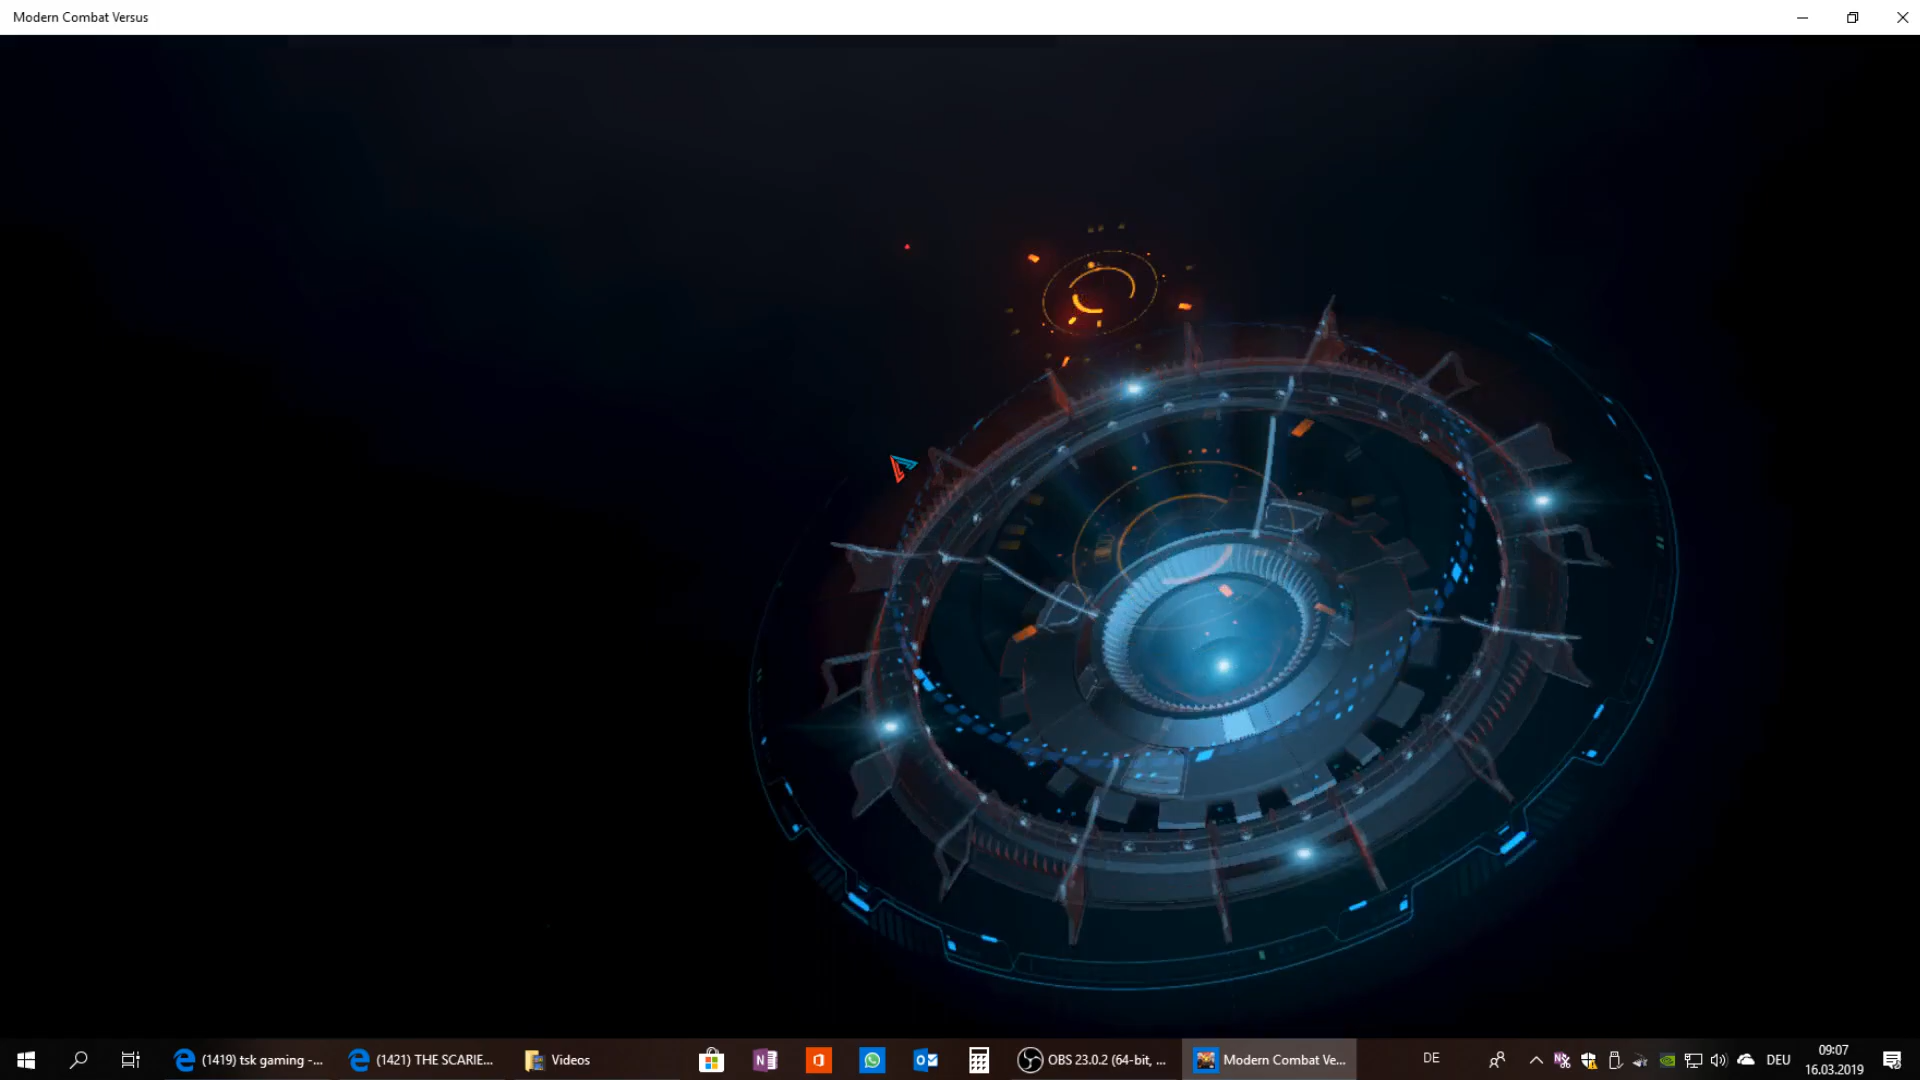 Modern Combat Versus
(1419) tsk gaming -...
(1421) THE SCARIE...
Videos
OBS 23.0.2 (64-bit, ...
Modern Combat Ve...
DE
DEU
09:07
16.03.2019